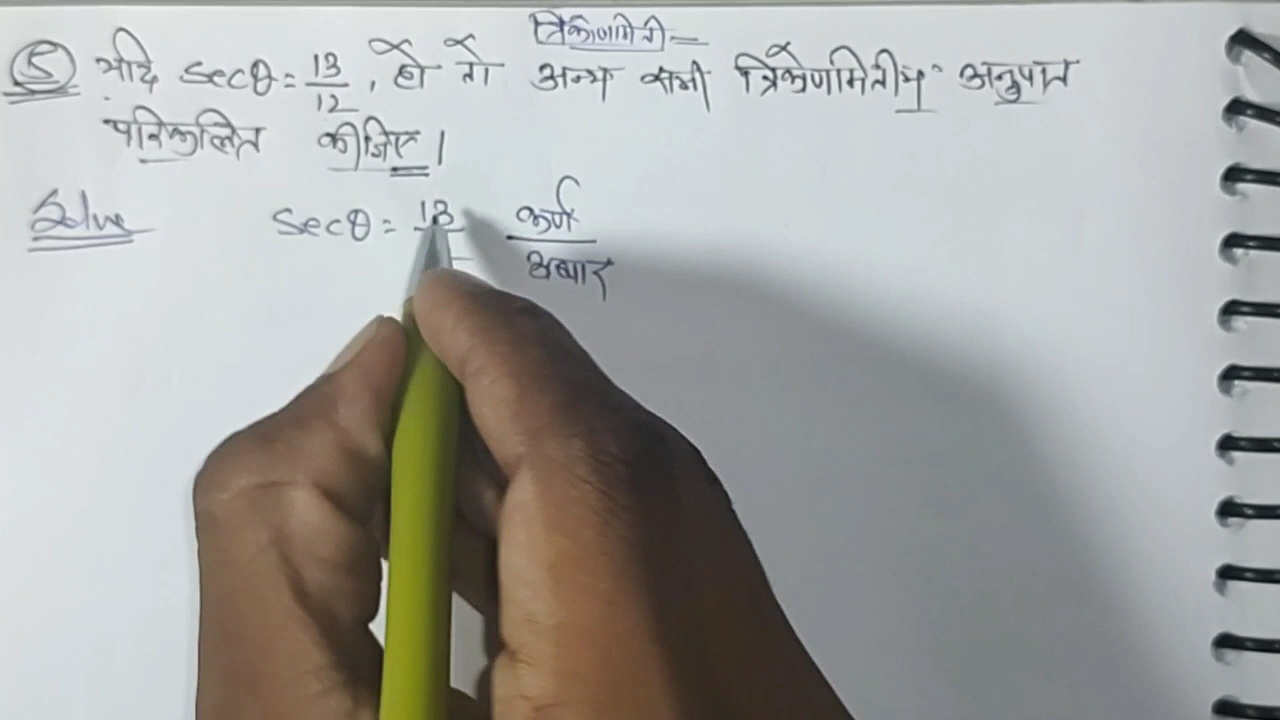 त्रिकोणमिती
⑤ यदि secθ = 13/12, हो तो अन्य सभी त्रिकोणमितीय अनुपात
परिकलित कीजिए।
Solve secθ = 13 कर्ण
आधार